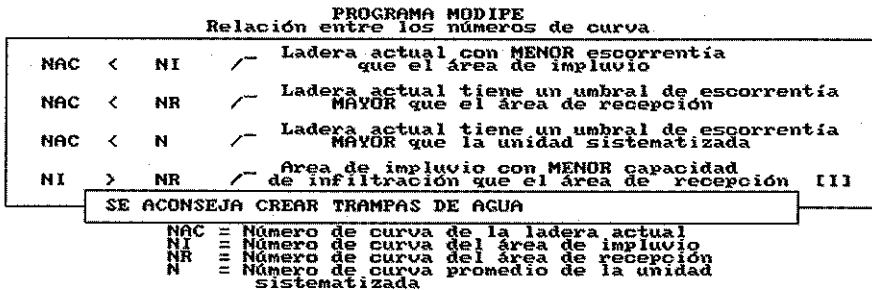 PROGRAMA MODIPE
Relación entre los números de curva
NAC < NI /¯ Ladera actual con MENOR escorrentía
que el área de impluvio
NAC < NR /¯ Ladera actual tiene un umbral de escorrentía
MAYOR que el área de recepción
NAC < N /¯ Ladera actual tiene un umbral de escorrentía
MAYOR que la unidad sistematizada
NI > NR /¯ Area de impluvio con MENOR capacidad
de infiltración que el área de recepción [I]
SE ACONSEJA CREAR TRAMPAS DE AGUA
NAC = Número de curva de la ladera actual
NI = Número de curva del área de impluvio
NR = Número de curva del área de recepción
N = Número de curva promedio de la unidad
sistematizada